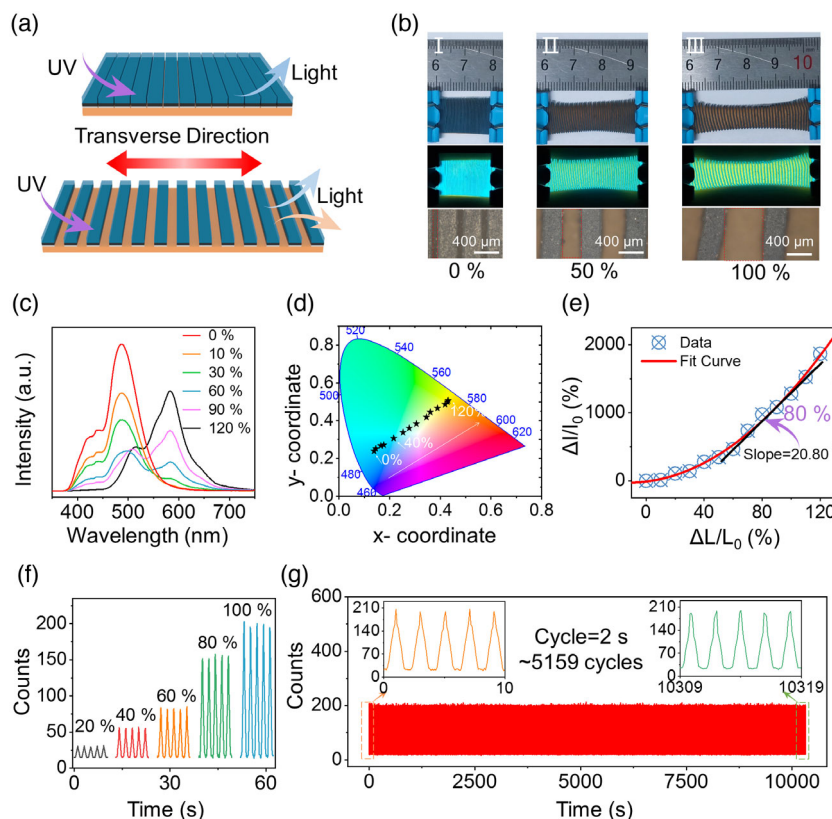 (a)
UV
Light
Transverse Direction
UV
Light
(b)
I
6 7 8 9
II
6 7 8 9
III
6 7 8 9 10
400 μm
400 μm
400 μm
0 %
50 %
100 %
(c)
Intensity (a.u.)
0 %
10 %
30 %
60 %
90 %
120 %
400 500 600 700
Wavelength (nm)
(d)
y- coordinate
0.8
0.6
0.4
0.2
0.0
520
540
560
500
580
600
620
480
460
120%
40%
0%
0.0 0.2 0.4 0.6 0.8
x- coordinate
(e)
ΔI/I₀ (%)
2000
1000
0
Data
Fit Curve
80 %
Slope=20.80
0 40 80 120
ΔL/L₀ (%)
(f)
Counts
200
150
100
50
0
20 %
40 %
60 %
80 %
100 %
0 30 60
Time (s)
(g)
Counts
600
400
200
0
210
140
70
0
0 10
Cycle=2 s
~5159 cycles
210
140
70
0
10309 10319
0 2500 5000 7500 10000
Time (s)